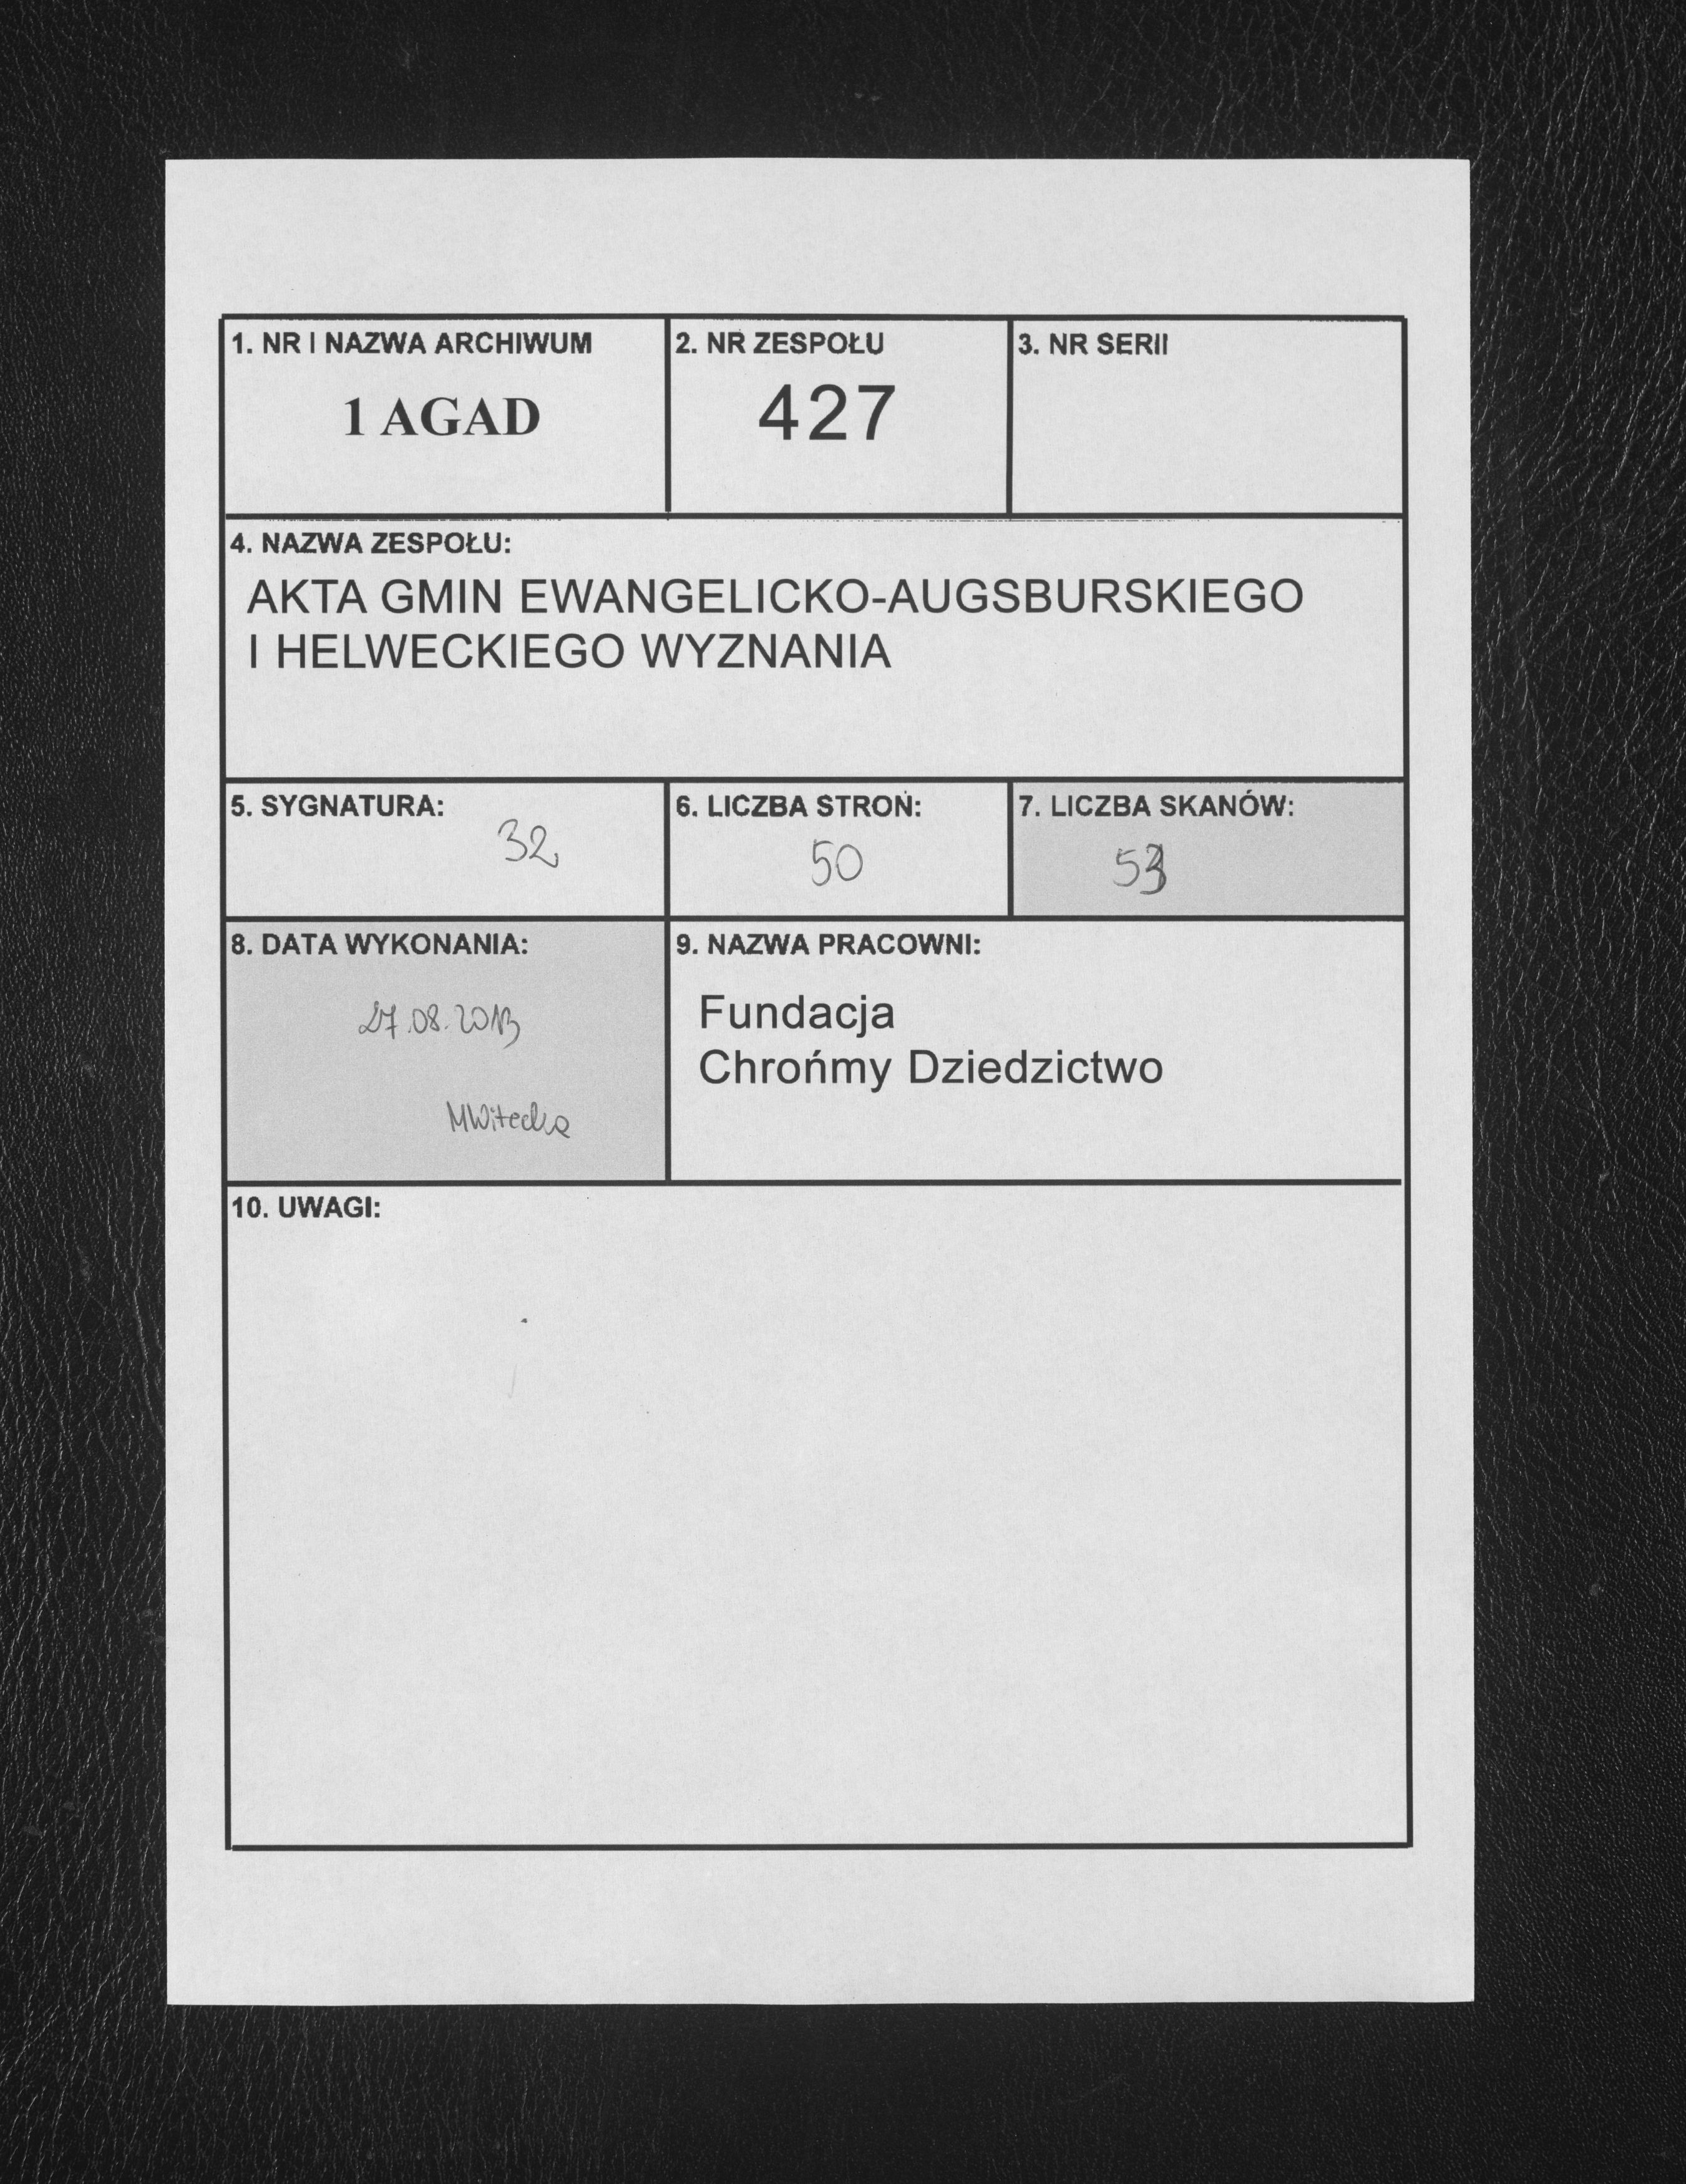 1. NR I NAZWA ARCHIWUM
1 AGAD
2. NR ZESPOŁU
427
3. NR SERII
4. NAZWA ZESPOŁU:
AKTA GMIN EWANGELICKO-AUGSBURSKIEGO
I HELWECKIEGO WYZNANIA
5. SYGNATURA:
32
6. LICZBA STRON:
50
7. LICZBA SKANÓW:
53
8. DATA WYKONANIA:
27.08.2013
MWitecka
9. NAZWA PRACOWNI:
Fundacja
Chrońmy Dziedzictwo
10. UWAGI: